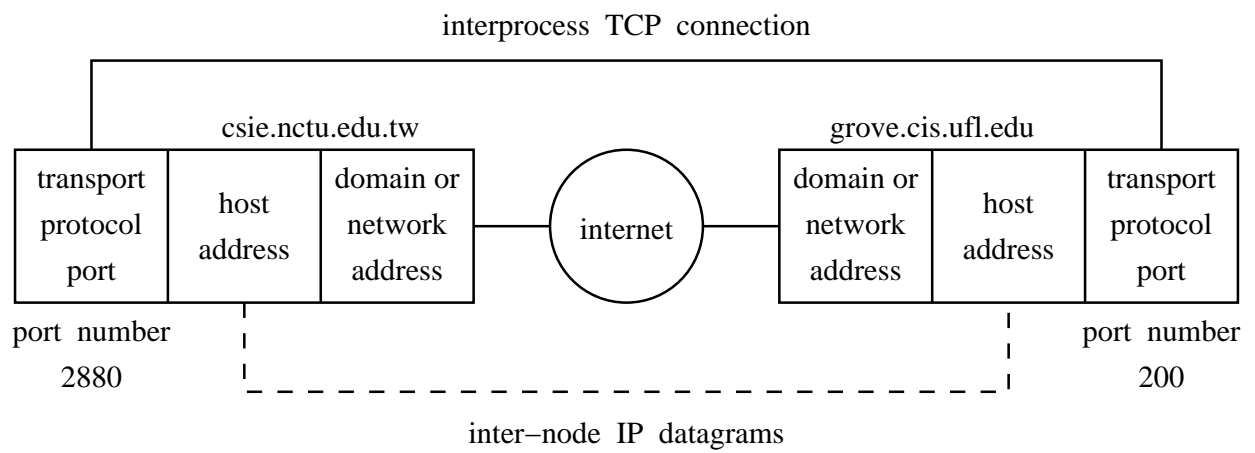 interprocess TCP connection
csie.nctu.edu.tw
grove.cis.ufl.edu
transport
protocol
port
host
address
domain or
network
address
internet
domain or
network
address
host
address
transport
protocol
port
port number
2880
port number
200
inter−node IP datagrams